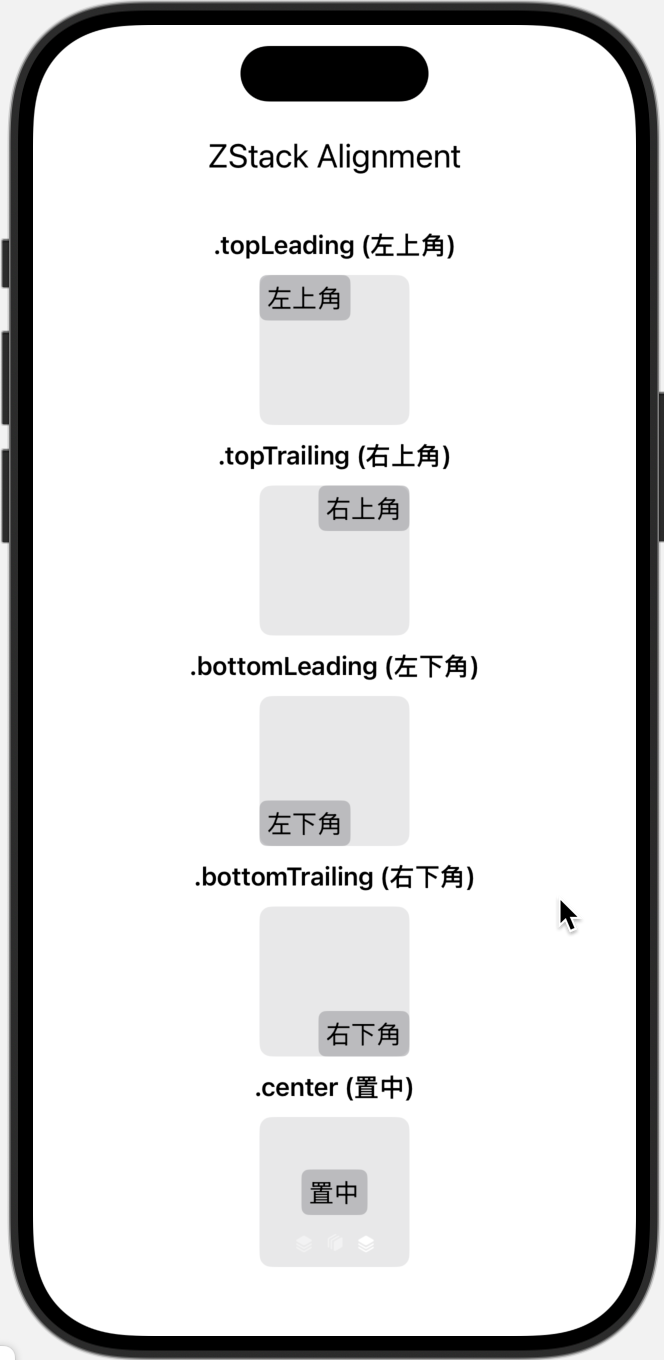 ZStack Alignment
.topLeading (左上角)
左上角
.topTrailing (右上角)
右上角
.bottomLeading (左下角)
左下角
.bottomTrailing (右下角)
右下角
.center (置中)
置中